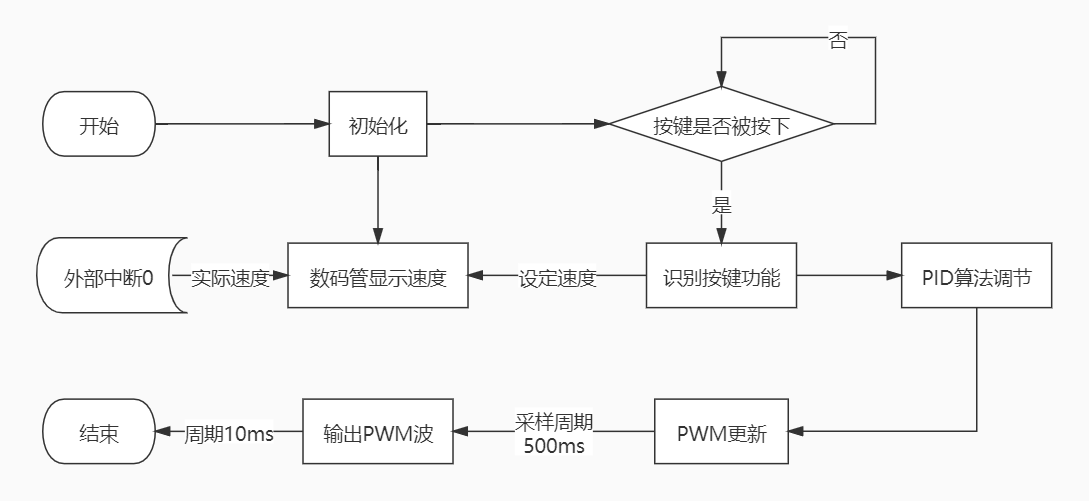 否
开始
初始化
按键是否被按下
是
外部中断0
实际速度
数码管显示速度
设定速度
识别按键功能
PID算法调节
结束
周期10ms
输出PWM波
采样周期
500ms
PWM更新